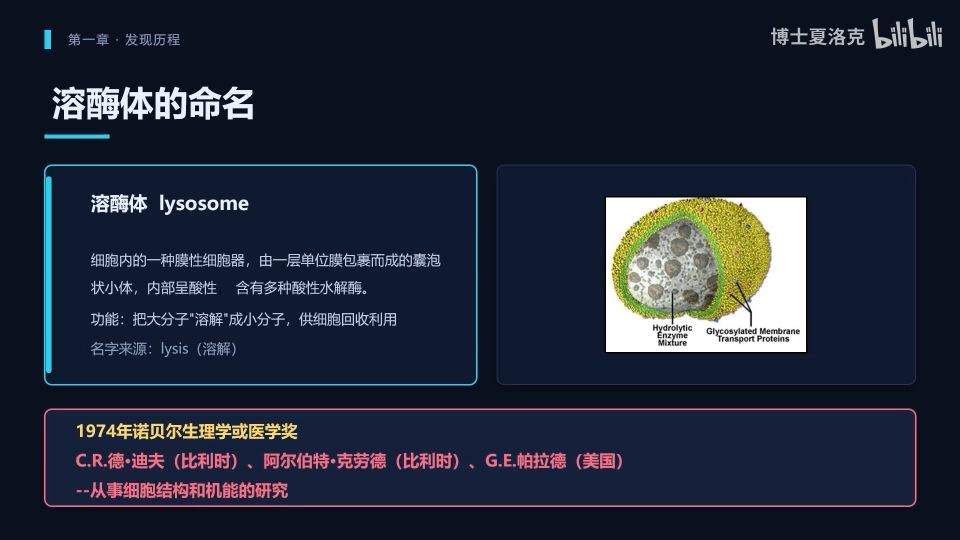 第一章 · 发现历程
博士夏洛克 bilibili
溶酶体的命名
溶酶体 lysosome
细胞内的一种膜性细胞器，由一层单位膜包裹而成的囊泡
状小体，内部呈酸性 含有多种酸性水解酶。
功能：把大分子"溶解"成小分子，供细胞回收利用
名字来源：lysis（溶解）
Hydrolytic
Enzyme
Mixture
Glycosylated Membrane
Transport Proteins
1974年诺贝尔生理学或医学奖
C.R.德·迪夫（比利时）、阿尔伯特·克劳德（比利时）、G.E.帕拉德（美国）
--从事细胞结构和机能的研究